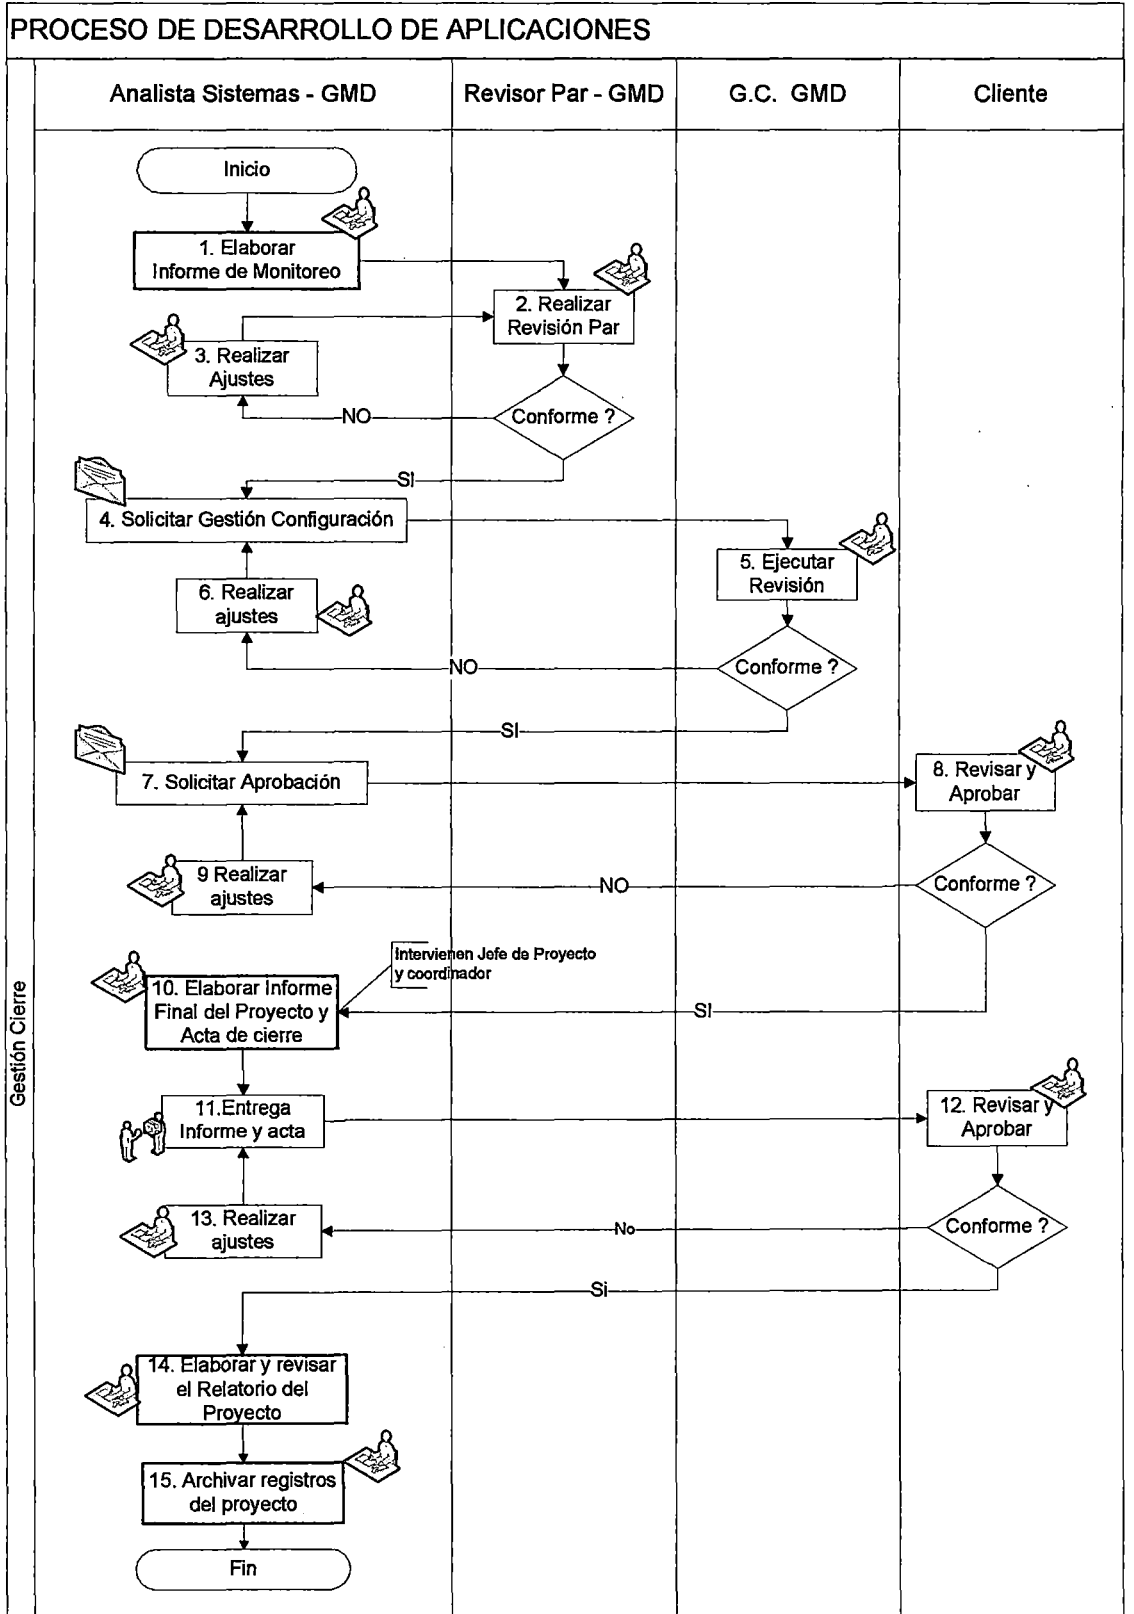 PROCESO DE DESARROLLO DE APLICACIONES
Analista Sistemas - GMD
Revisor Par - GMD
G.C. GMD
Cliente
Inicio
1. Elaborar
Informe de Monitoreo
2. Realizar
Revisión Par
3. Realizar
Ajustes
NO
Conforme ?
SI
4. Solicitar Gestión Configuración
5. Ejecutar
Revisión
6. Realizar
ajustes
NO
Conforme ?
SI
7. Solicitar Aprobación
8. Revisar y
Aprobar
9 Realizar
ajustes
NO
Conforme ?
Intervienen Jefe de Proyecto
y coordinador
10. Elaborar Informe
Final del Proyecto y
Acta de cierre
SI
Gestión Cierre
11.Entrega
Informe y acta
12. Revisar y
Aprobar
13. Realizar
ajustes
No
Conforme ?
Si
14. Elaborar y revisar
el Relatorio del
Proyecto
15. Archivar registros
del proyecto
Fin